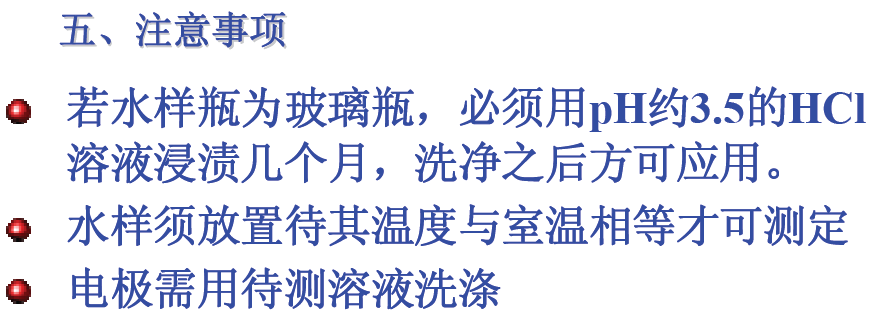 五、注意事项
若水样瓶为玻璃瓶，必须用pH约3.5的HCl
溶液浸渍几个月，洗净之后方可应用。
水样须放置待其温度与室温相等才可测定
电极需用待测溶液洗涤